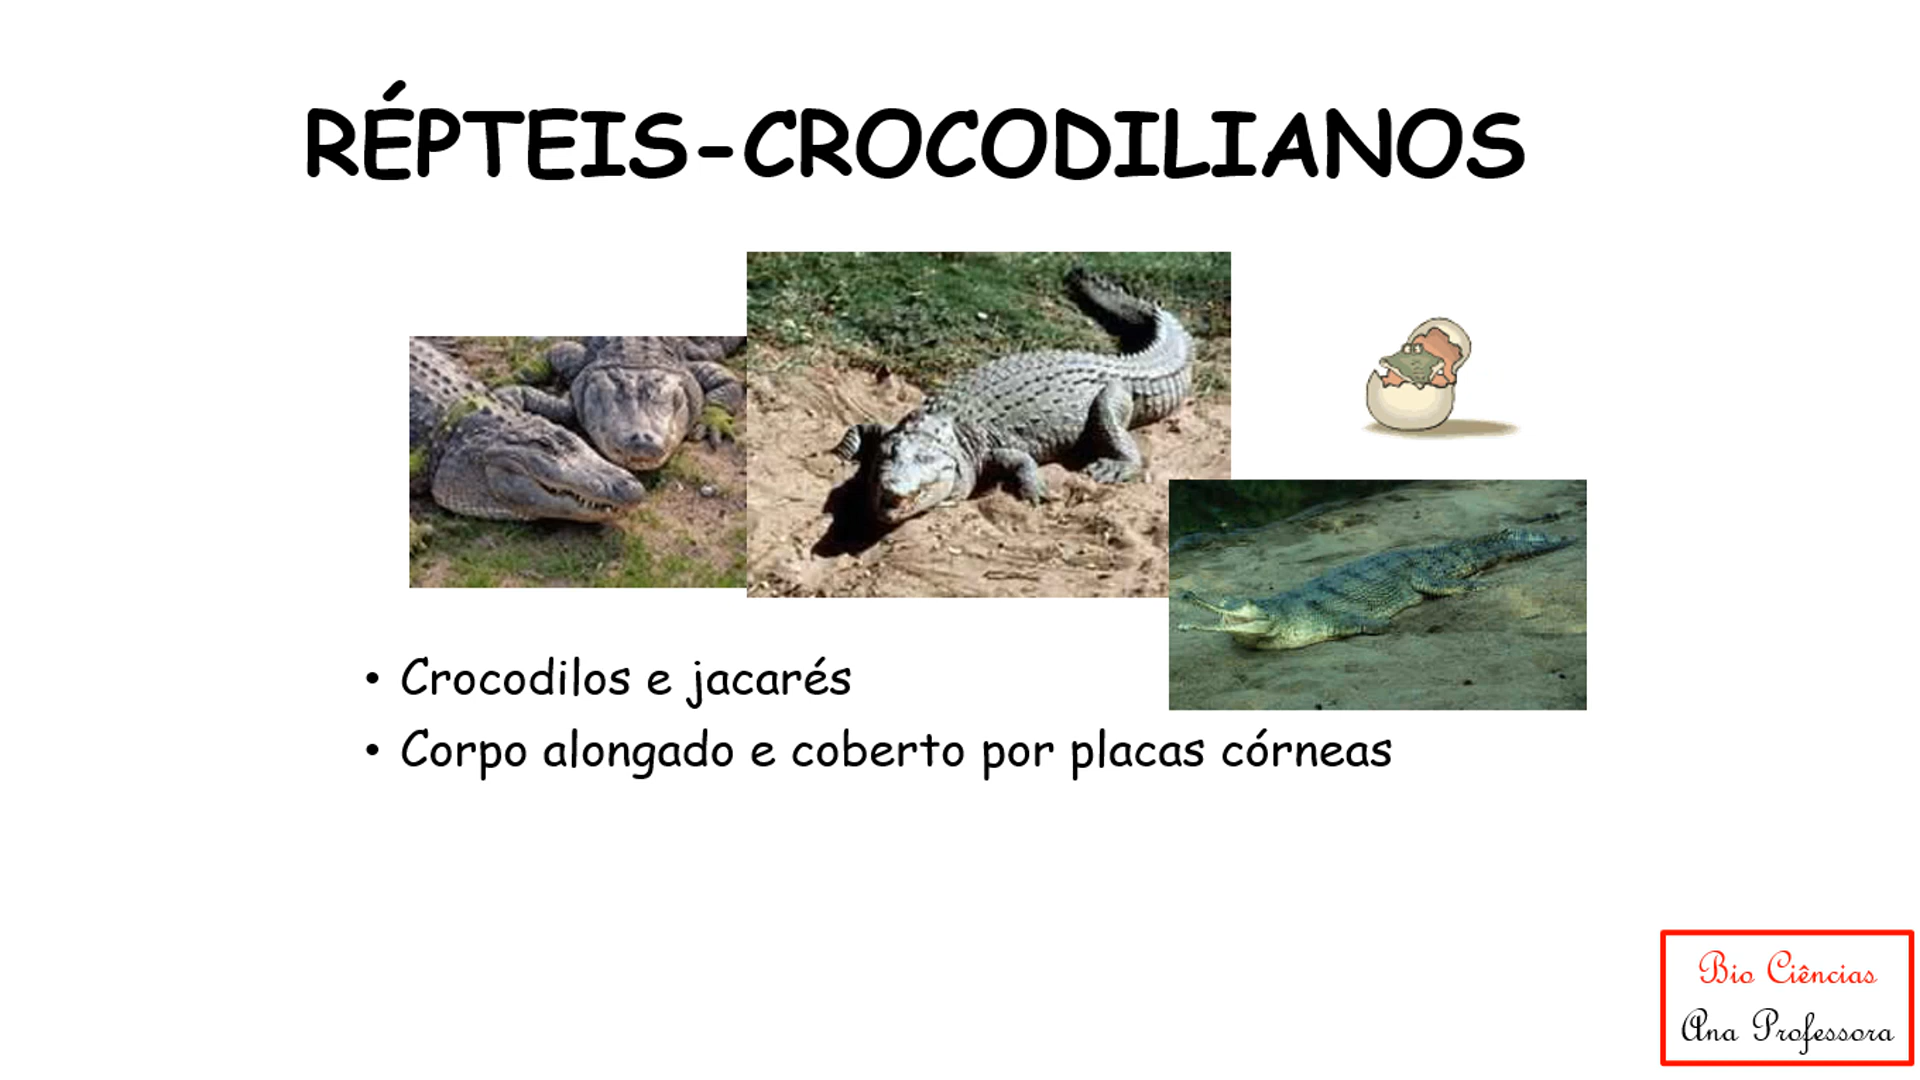 RÉPTEIS-CROCODILIANOS
• Crocodilos e jacarés
• Corpo alongado e coberto por placas córneas
Bio Ciências
Ana Professora